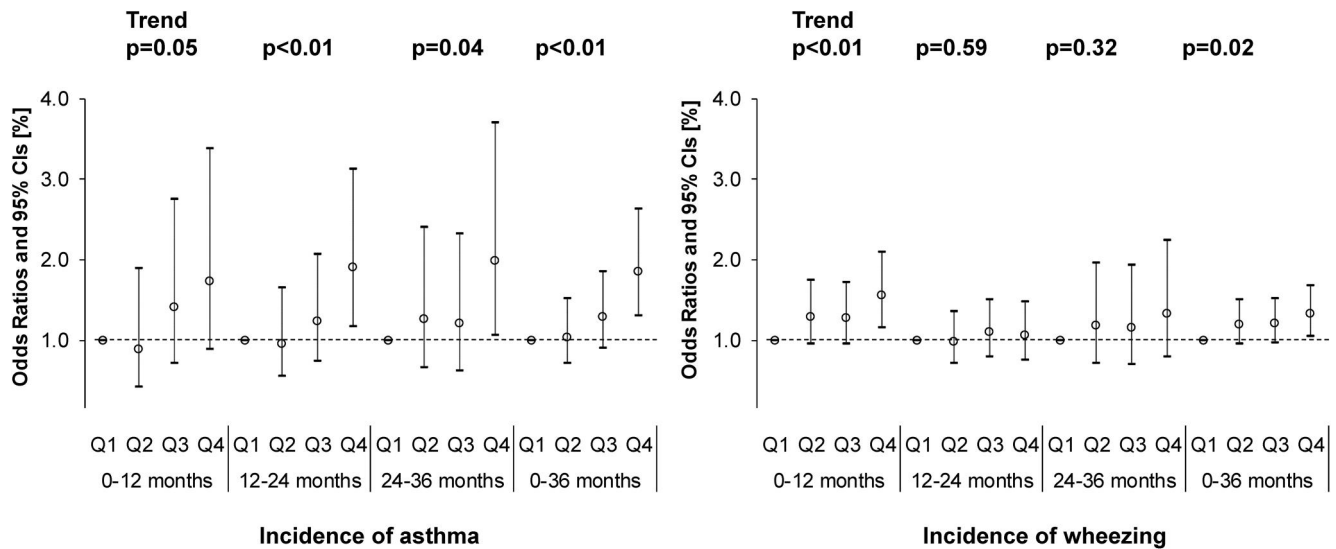 Trend
p=0.05 p<0.01 p=0.04 p<0.01
Odds Ratios and 95% CIs [%]
4.0
3.0
2.0
1.0
Q1 Q2 Q3 Q4 Q1 Q2 Q3 Q4 Q1 Q2 Q3 Q4 Q1 Q2 Q3 Q4
0-12 months 12-24 months 24-36 months 0-36 months
Incidence of asthma
Trend
p<0.01 p=0.59 p=0.32 p=0.02
Odds Ratios and 95% CIs [%]
4.0
3.0
2.0
1.0
Q1 Q2 Q3 Q4 Q1 Q2 Q3 Q4 Q1 Q2 Q3 Q4 Q1 Q2 Q3 Q4
0-12 months 12-24 months 24-36 months 0-36 months
Incidence of wheezing